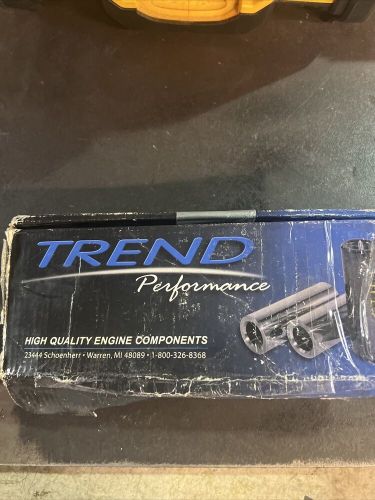 TREND
Performance
HIGH QUALITY ENGINE COMPONENTS
23444 Schoenherr • Warren, MI 48089 • 1-800-326-8368